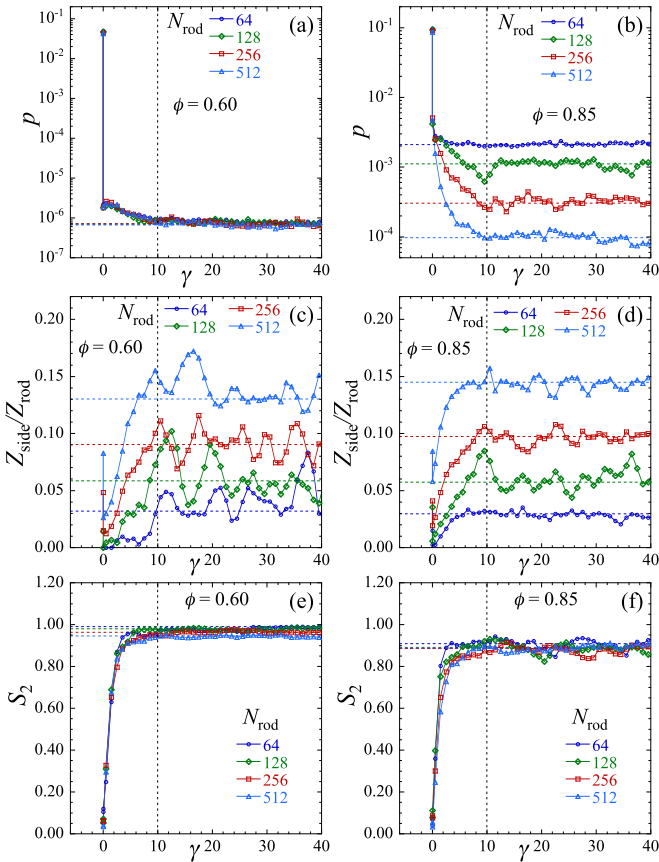 10⁻¹ 10⁻² 10⁻³ 10⁻⁴ 10⁻⁵ 10⁻⁶ 10⁻⁷
p
N_rod (a)
64
128
256
512
ϕ = 0.60
0 10 20 30 40
γ
10⁻¹ 10⁻² 10⁻³ 10⁻⁴
p
N_rod (b)
64
128
256
512
ϕ = 0.85
0 10 20 30 40
γ
0.20 0.15 0.10 0.05 0.00
Z_side/Z_rod
N_rod 64 256
128 512
(c)
ϕ = 0.60
0 10 20 30 40
γ
0.20 0.15 0.10 0.05 0.00
Z_side/Z_rod
N_rod 64 256
128 512
(d)
ϕ = 0.85
0 10 20 30 40
γ
1.20 1.00 0.80 0.60 0.40 0.20 0.00
S₂
ϕ = 0.60 (e)
N_rod
64
128
256
512
0 10 20 30 40
γ
1.20 1.00 0.80 0.60 0.40 0.20 0.00
S₂
ϕ = 0.85 (f)
N_rod
64
128
256
512
0 10 20 30 40
γ